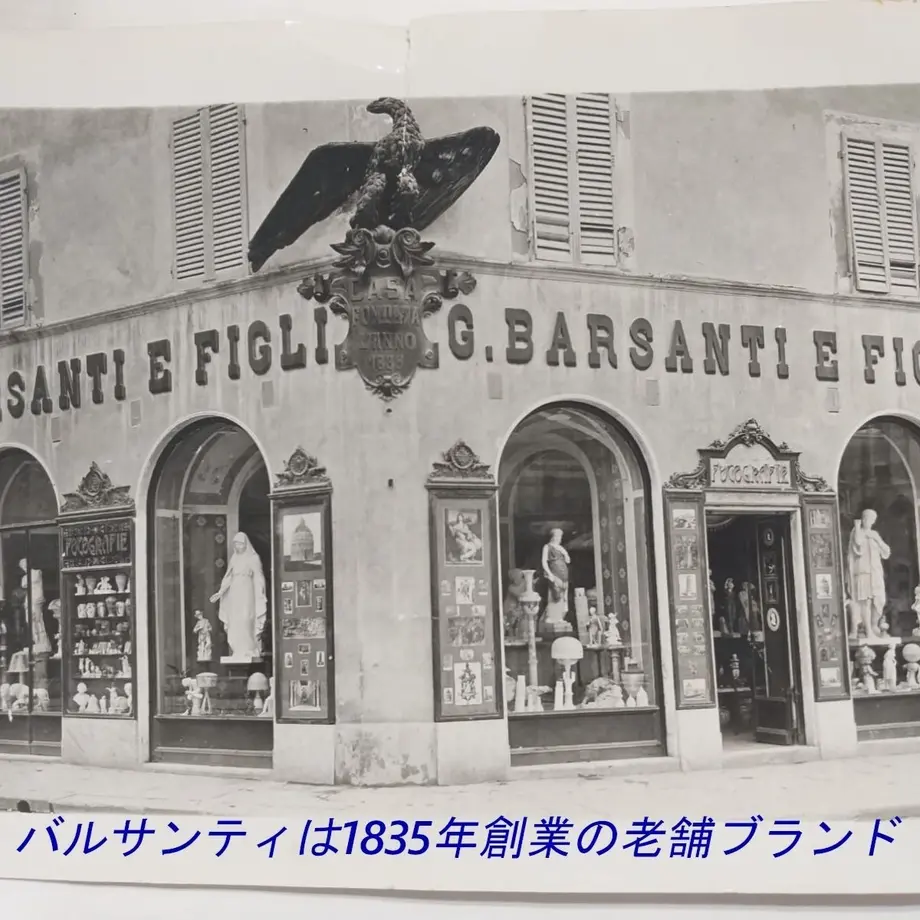 CASA
FONDATA
L'ANNO
1835
RSANTI E FIGLI
G. BARSANTI E FIG
FOTOGRAFIE
FOTOGRAFIE
バルサンティは1835年創業の老舗ブランド